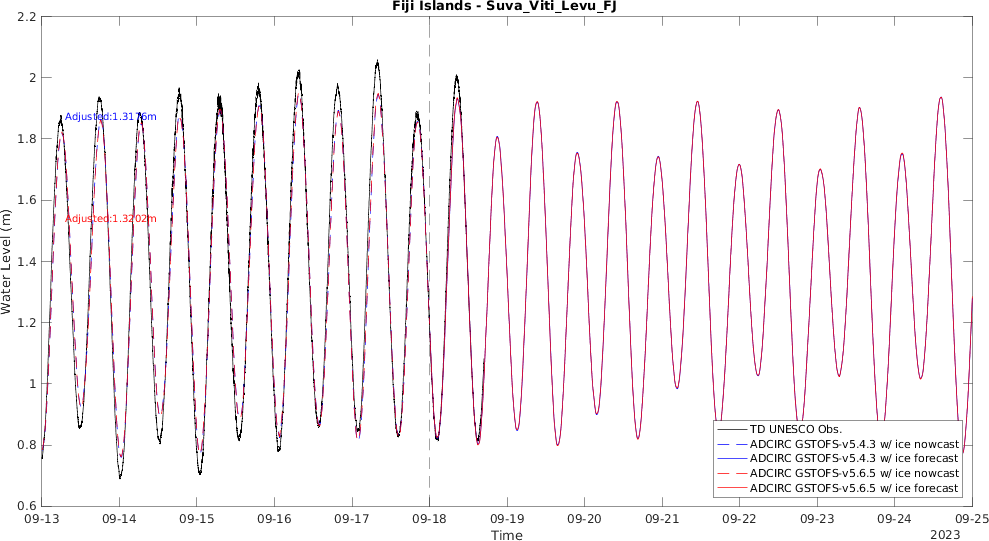 Fiji Islands - Suva_Viti_Levu_FJ
2.2
2
1.8
1.6
1.4
1.2
1
0.8
0.6
Water Level (m)
Adjusted:1.3176m
Adjusted:1.3202m
TD UNESCO Obs.
ADCIRC GSTOFS-v5.4.3 w/ ice nowcast
ADCIRC GSTOFS-v5.4.3 w/ ice forecast
ADCIRC GSTOFS-v5.6.5 w/ ice nowcast
ADCIRC GSTOFS-v5.6.5 w/ ice forecast
09-13 09-14 09-15 09-16 09-17 09-18 09-19 09-20 09-21 09-22 09-23 09-24 09-25
Time
2023